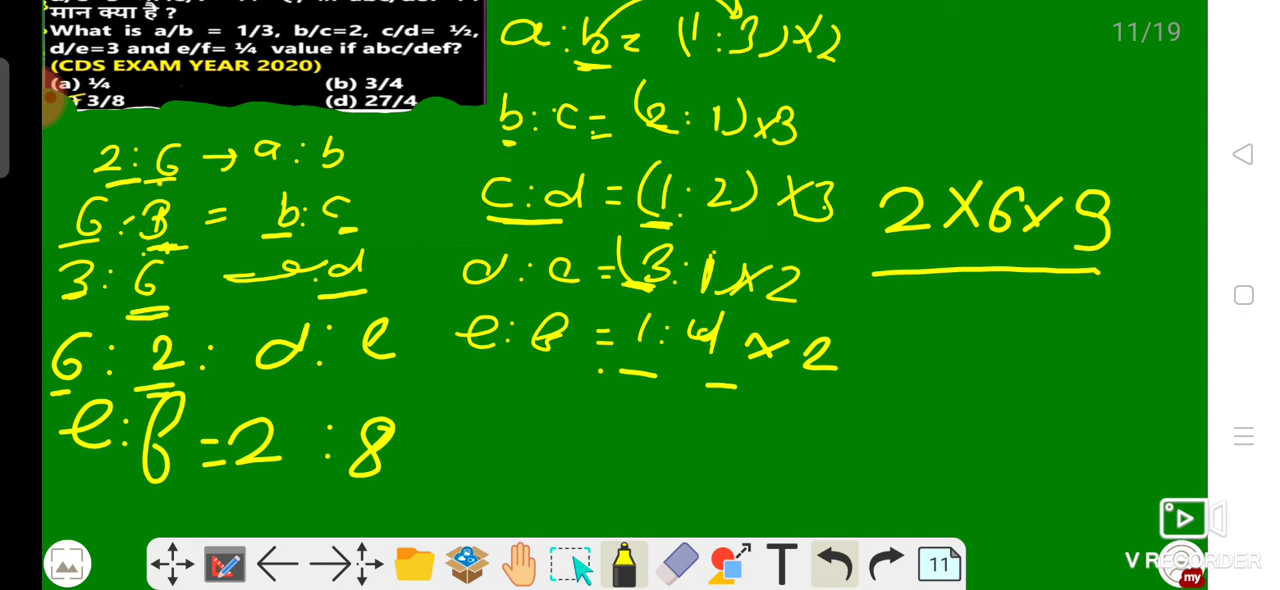 मान क्या है ?
What is a/b = 1/3, b/c=2, c/d= ½,
d/e=3 and e/f= ¼ value if abc/def?
(CDS EXAM YEAR 2020)
(a) ¼ (b) 3/4
3/8 (d) 27/4
2 : 6 → a : b
6 : 3 = b : c
3 : 6 d
6 : 2 : d : e
e : f = 2 : 8
a : b = (1 : 3) × 2
b : c = (2 : 1) × 3
c : d = (1 : 2) × 3
d : e = (3 : 1) × 2
e : f = 1 : 4 × 2
2 × 6 × 3
11/19
11
V RECORDER
my